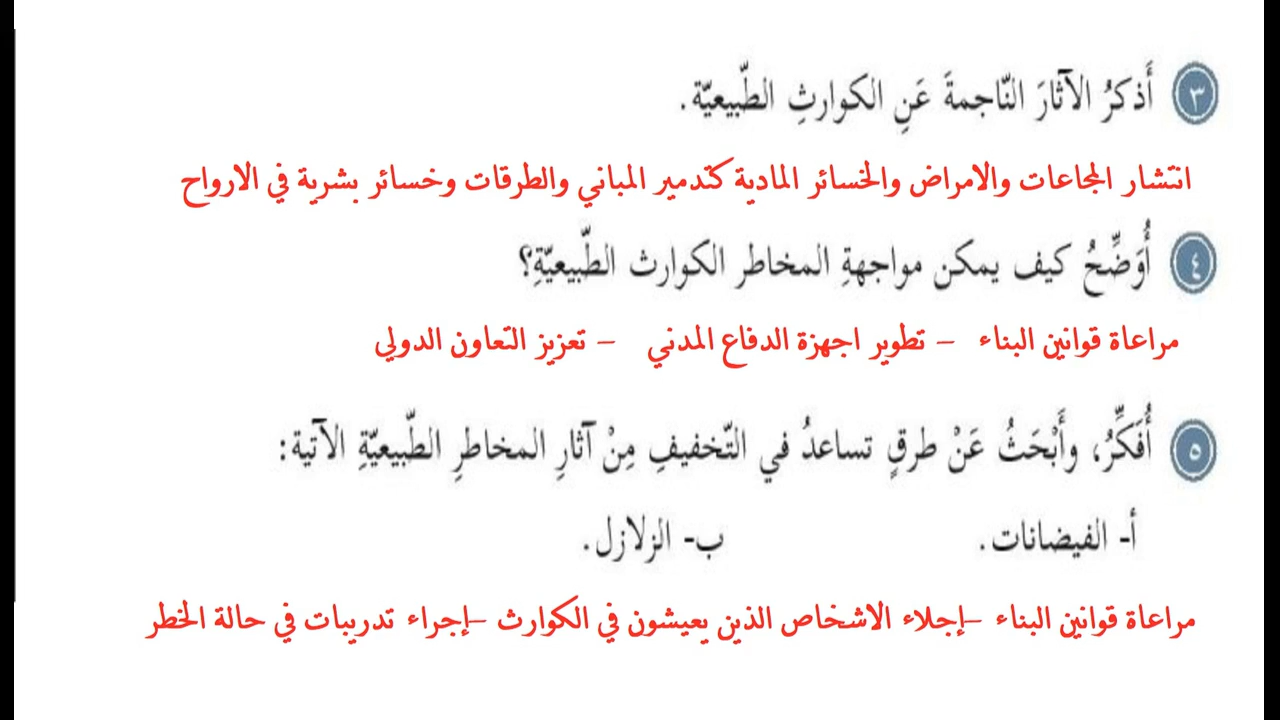 ٣ أَذكرُ الآثارَ النّاجمةَ عَنِ الكوارثِ الطّبيعيّة.
انتشار المجاعات والامراض والخسائر المادية كتدمير المباني والطرقات وخسائر بشرية في الارواح
٤ أُوَضِّحُ كيف يمكن مواجهةِ المخاطر الكوارث الطّبيعيّةِ؟
مراعاة قوانين البناء – تطوير اجهزة الدفاع المدني – تعزيز التعاون الدولي
٥ أُفَكِّرُ، وأَبْحَثُ عَنْ طرقٍ تساعدُ في التّخفيفِ مِنْ آثارِ المخاطرِ الطّبيعيّةِ الآتية:
أ- الفيضانات. ب- الزلازل.
مراعاة قوانين البناء –إجلاء الاشخاص الذين يعيشون في الكوارث –إجراء تدريبات في حالة الخطر